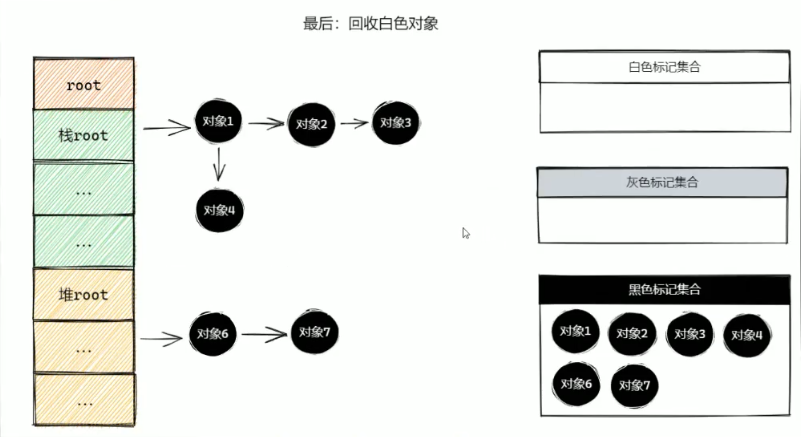 最后：回收白色对象
root
栈root
...
...
堆root
...
...
对象1
对象2
对象3
对象4
对象6
对象7
白色标记集合
灰色标记集合
黑色标记集合
对象1 对象2 对象3 对象4
对象6 对象7